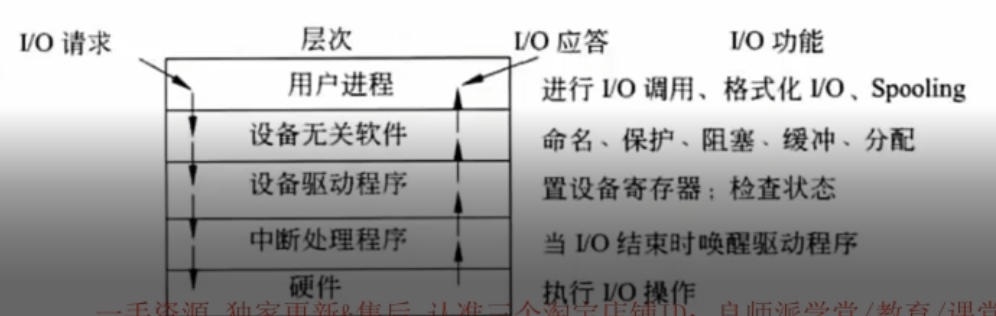 I/O 请求 层次 I/O 应答 I/O 功能
用户进程 进行 I/O 调用、格式化 I/O、Spooling
设备无关软件 命名、保护、阻塞、缓冲、分配
设备驱动程序 置设备寄存器；检查状态
中断处理程序 当 I/O 结束时唤醒驱动程序
硬件 执行 I/O 操作
一手资源 独家更新&售后 认准三个淘宝店铺ID：良师派学堂/教育/课堂